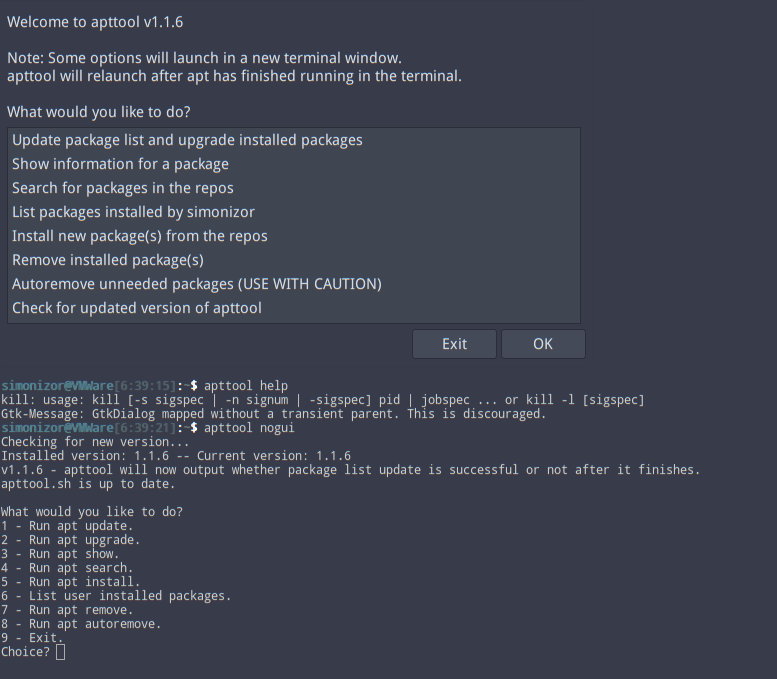 Welcome to apttool v1.1.6
Note: Some options will launch in a new terminal window.
apttool will relaunch after apt has finished running in the terminal.
What would you like to do?
Update package list and upgrade installed packages
Show information for a package
Search for packages in the repos
List packages installed by simonizor
Install new package(s) from the repos
Remove installed package(s)
Autoremove unneeded packages (USE WITH CAUTION)
Check for updated version of apttool
Exit OK
simonizor@VMWare[6:39:15]:~$ apttool help
kill: usage: kill [-s sigspec | -n signum | -sigspec] pid | jobspec ... or kill -l [sigspec]
Gtk-Message: GtkDialog mapped without a transient parent. This is discouraged.
simonizor@VMWare[6:39:21]:~$ apttool nogui
Checking for new version...
Installed version: 1.1.6 -- Current version: 1.1.6
v1.1.6 - apttool will now output whether package list update is successful or not after it finishes.
apttool.sh is up to date.
What would you like to do?
1 - Run apt update.
2 - Run apt upgrade.
3 - Run apt show.
4 - Run apt search.
5 - Run apt install.
6 - List user installed packages.
7 - Run apt remove.
8 - Run apt autoremove.
9 - Exit.
Choice?